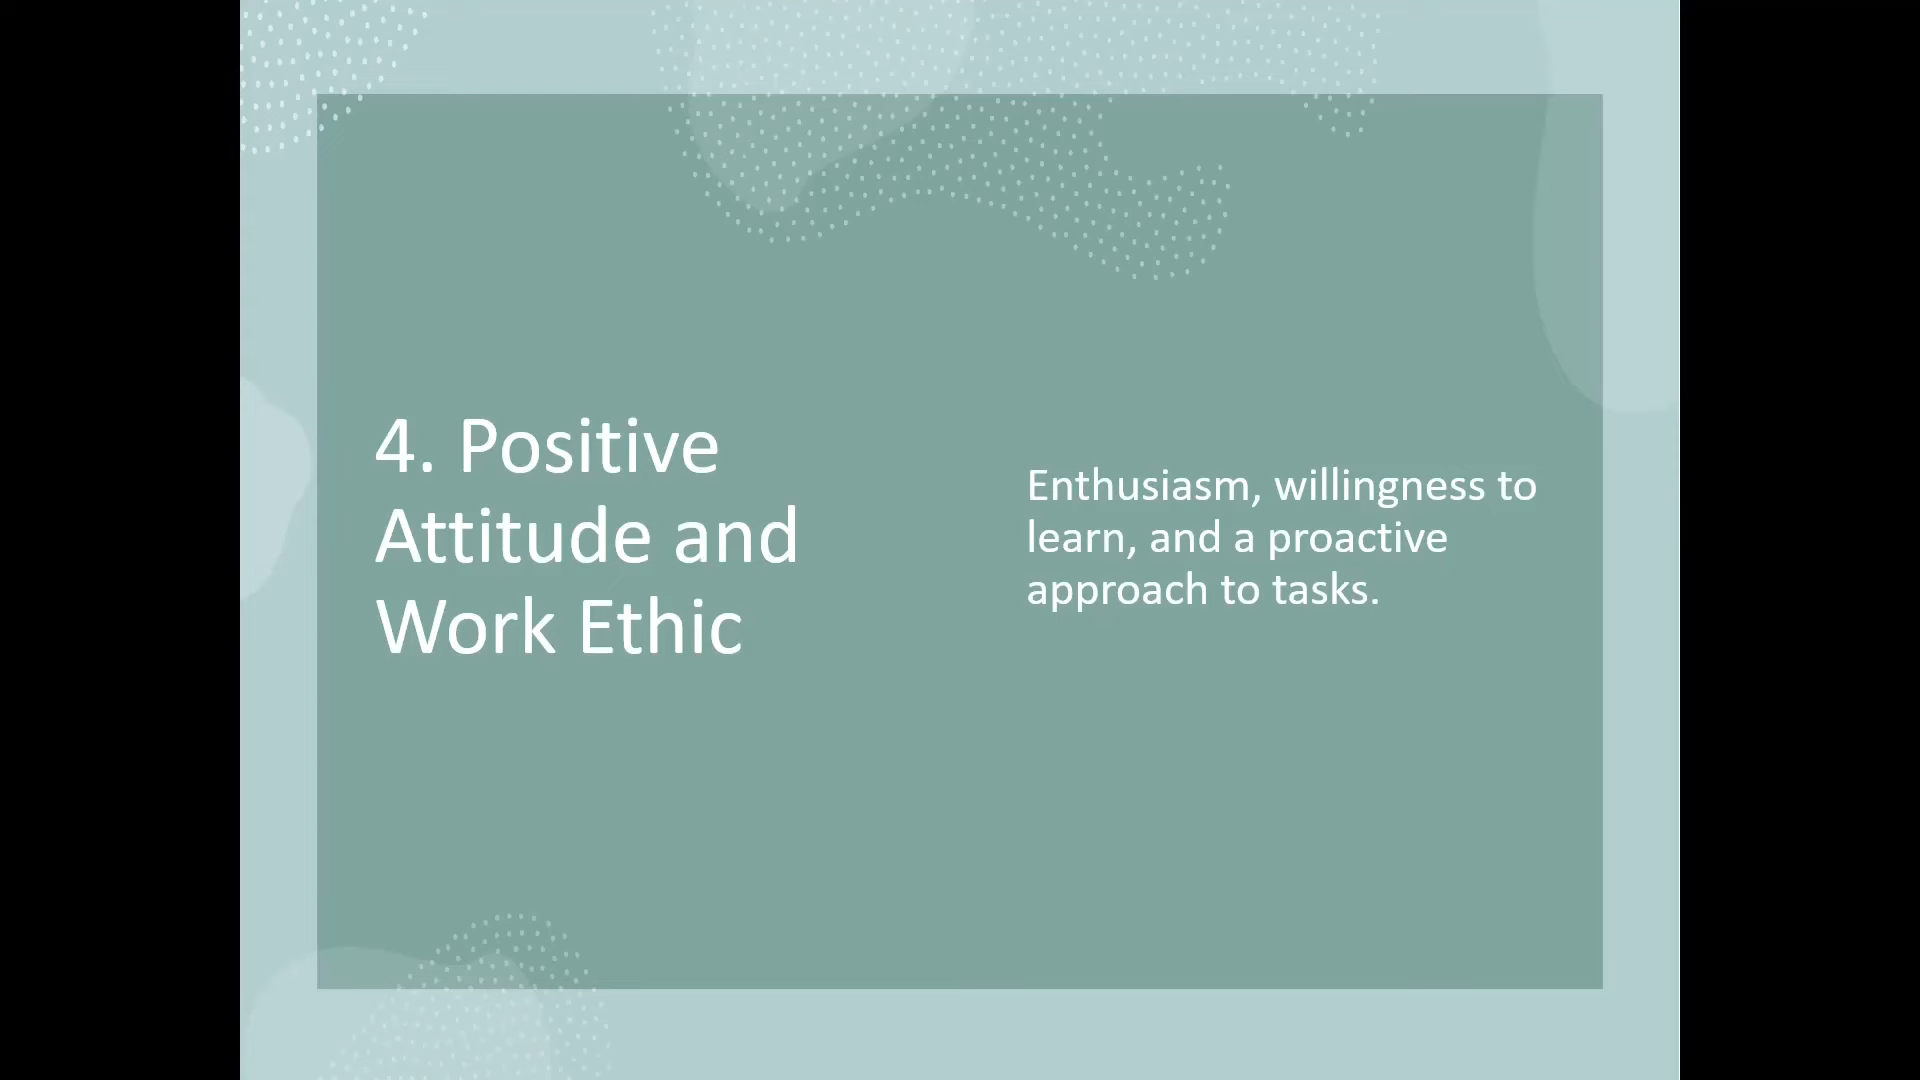 4. Positive
Attitude and
Work Ethic
Enthusiasm, willingness to
learn, and a proactive
approach to tasks.